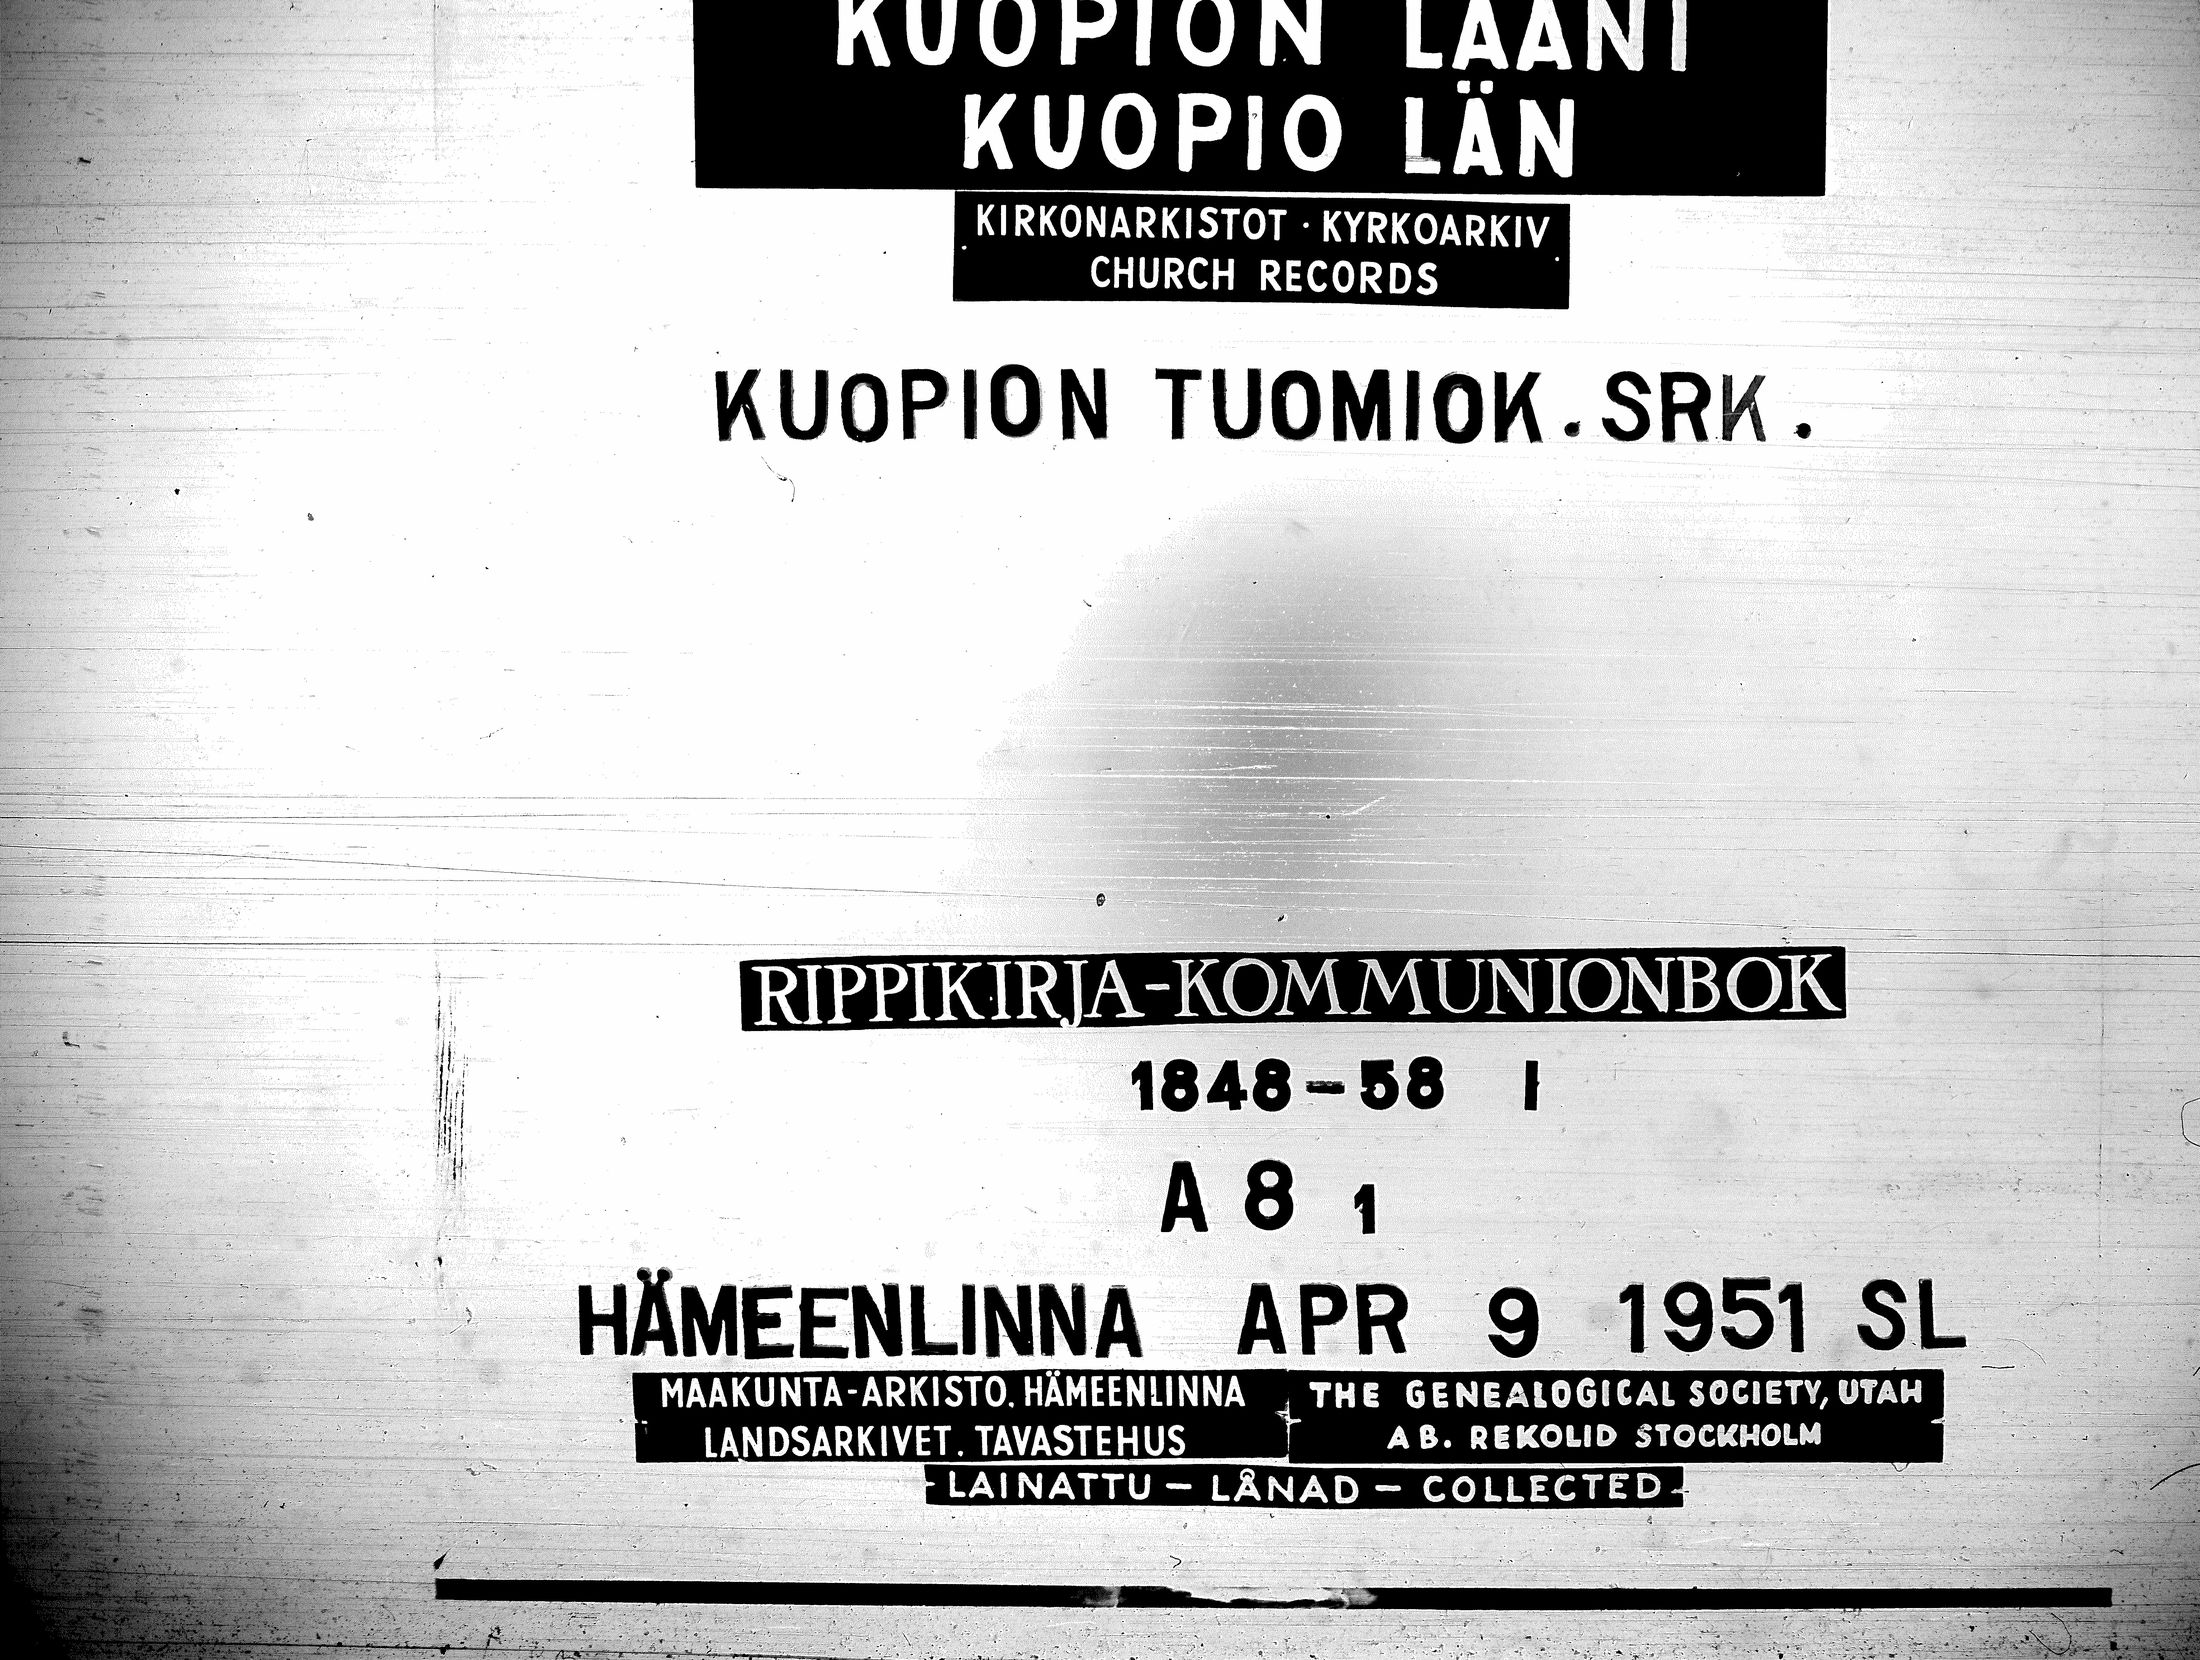 KUOPION LÄÄNI
KUOPIO LÄN
KIRKONARKISTOT · KYRKOARKIV
CHURCH RECORDS
KUOPION TUOMIOK. SRK.
RIPPIKIRJA-KOMMUNIONBOK
1848-58 I
A 8 1
HÄMEENLINNA APR 9 1951 SL
MAAKUNTA-ARKISTO, HÄMEENLINNA
LANDSARKIVET, TAVASTEHUS
THE GENEALOGICAL SOCIETY, UTAH
AB. REKOLID STOCKHOLM
LAINATTU - LÅNAD - COLLECTED